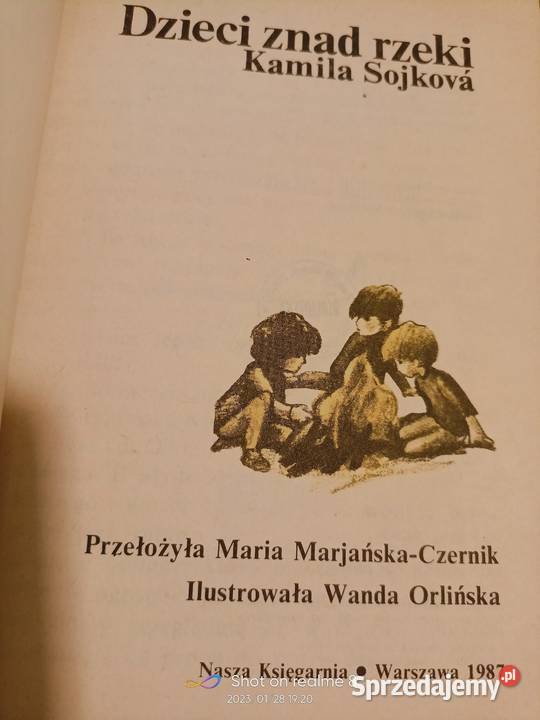 Dzieci znad rzeki
Kamila Sojková
Przełożyła Maria Marjańska-Czernik
Ilustrowała Wanda Orlińska
Nasza Księgarnia • Warszawa 1987
Shot on realme 8
2023/01/28 19:20
Sprzedajemy.pl